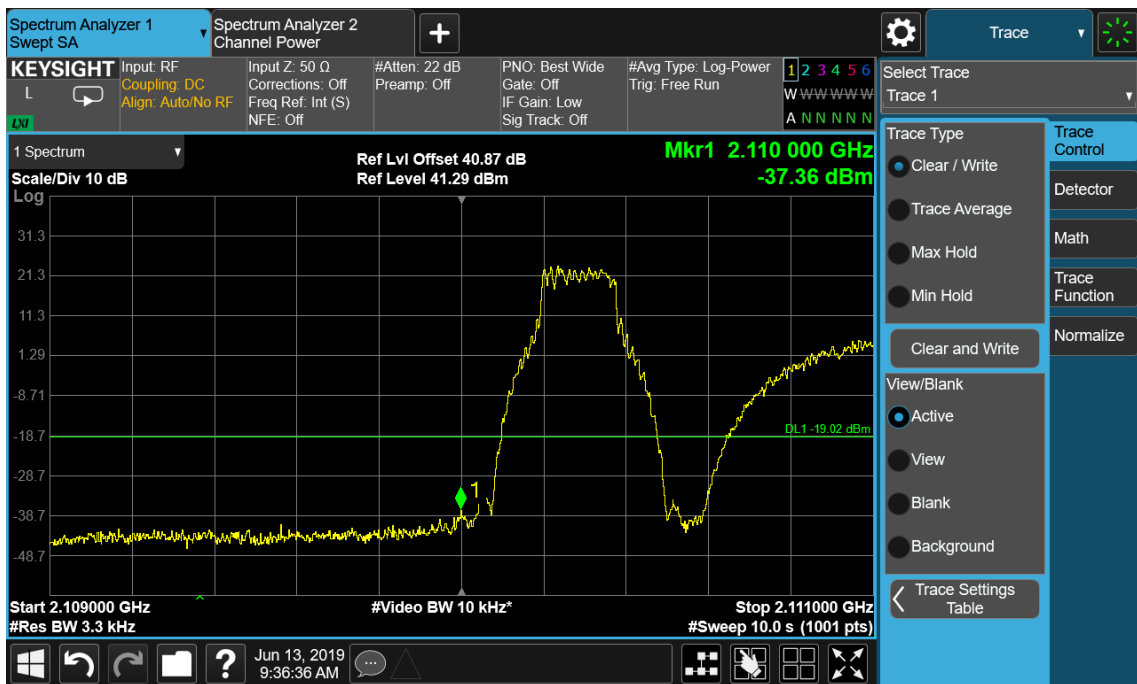 Spectrum Analyzer 1
Swept SA
Spectrum Analyzer 2
Channel Power
Trace
KEYSIGHT
L
LXI
Input: RF
Coupling: DC
Align: Auto/No RF
Input Z: 50 Ω
Corrections: Off
Freq Ref: Int (S)
NFE: Off
#Atten: 22 dB
Preamp: Off
PNO: Best Wide
Gate: Off
IF Gain: Low
Sig Track: Off
#Avg Type: Log-Power
Trig: Free Run
1 2 3 4 5 6
W W W W W W
A N N N N N
Select Trace
Trace 1
1 Spectrum
Scale/Div 10 dB
Ref Lvl Offset 40.87 dB
Ref Level 41.29 dBm
Mkr1 2.110 000 GHz
-37.36 dBm
Log
31.3
21.3
11.3
1.29
-8.71
-18.7
-28.7
-38.7
-48.7
DL1 -19.02 dBm
1
Start 2.109000 GHz
#Res BW 3.3 kHz
#Video BW 10 kHz*
Stop 2.111000 GHz
#Sweep 10.0 s (1001 pts)
Trace Type
Clear / Write
Trace Average
Max Hold
Min Hold
Clear and Write
View/Blank
Active
View
Blank
Background
Trace Settings
Table
Trace
Control
Detector
Math
Trace
Function
Normalize
?
Jun 13, 2019
9:36:36 AM